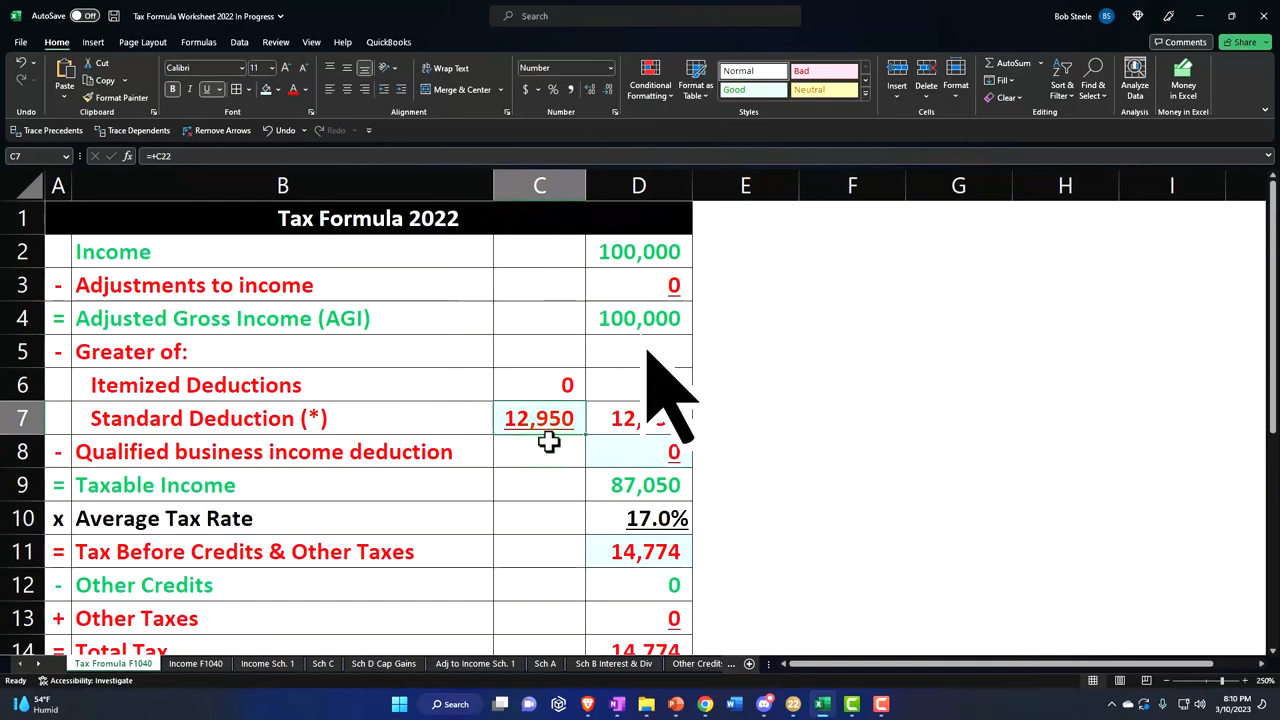 AutoSave Off Tax Formula Worksheet 2022 In Progress Search Bob Steele BS
File Home Insert Page Layout Formulas Data Review View Help QuickBooks Comments Share
Cut Calibri 11 Wrap Text Number AutoSum
Paste Copy Merge & Center Conditional Formatting Format as Table Normal Bad Insert Delete Format Fill Sort & Filter Find & Select Analyze Data Money in Excel
Format Painter Good Neutral Clear
Undo Clipboard Font Alignment Number Styles Cells Editing Analysis Money in Excel
Trace Precedents Trace Dependents Remove Arrows Undo Redo
C7 fx =+C22
A B C D E F G H I
1 Tax Formula 2022
2 Income 100,000
3 - Adjustments to income 0
4 = Adjusted Gross Income (AGI) 100,000
5 - Greater of:
6 Itemized Deductions 0
7 Standard Deduction (*) 12,950
8 - Qualified business income deduction 0
9 = Taxable Income 87,050
10 x Average Tax Rate 17.0%
11 = Tax Before Credits & Other Taxes 14,774
12 - Other Credits 0
13 + Other Taxes 0
14 = Total Tax 14,774
Tax Fromula F1040 Income F1040 Income Sch. 1 Sch C Sch D Cap Gains Adj to Income Sch. 1 Sch A Sch B Interest & Div Other Credit ...
Ready Accessibility: Investigate 250%
54°F
Humid
Search
8:10 PM
3/10/2023